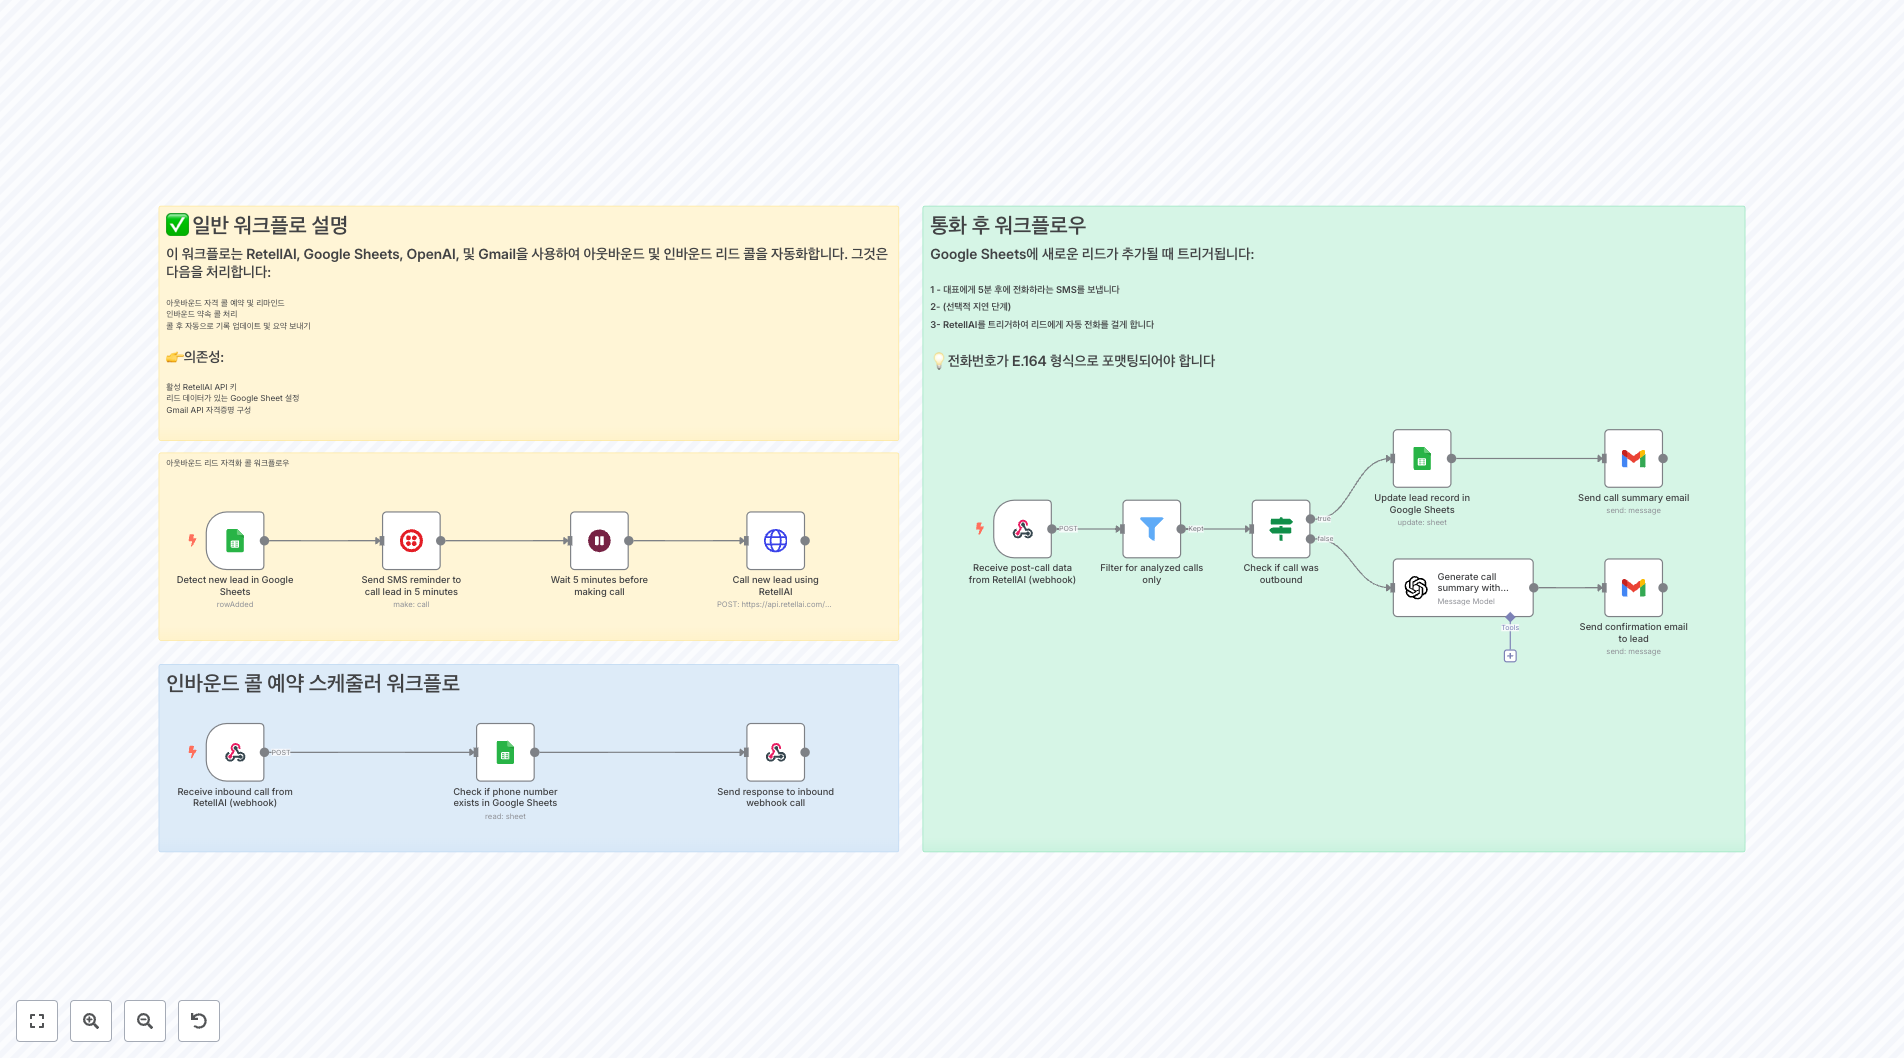 ✅ 일반 워크플로 설명
이 워크플로는 RetellAI, Google Sheets, OpenAI, 및 Gmail을 사용하여 아웃바운드 및 인바운드 리드 콜을 자동화합니다. 그것은
다음을 처리합니다:
아웃바운드 자격 콜 예약 및 리마인드
인바운드 약속 콜 처리
콜 후 자동으로 기록 업데이트 및 요약 보내기
👉의존성:
활성 RetellAI API 키
리드 데이터가 있는 Google Sheet 설정
Gmail API 자격증명 구성
아웃바운드 리드 자격화 콜 워크플로우
Detect new lead in Google
Sheets
rowAdded
Send SMS reminder to
call lead in 5 minutes
make: call
Wait 5 minutes before
making call
Call new lead using
RetellAI
POST: https://api.retellai.com/...
인바운드 콜 예약 스케줄러 워크플로
POST
Receive inbound call from
RetellAI (webhook)
Check if phone number
exists in Google Sheets
read: sheet
Send response to inbound
webhook call
통화 후 워크플로우
Google Sheets에 새로운 리드가 추가될 때 트리거됩니다:
1 - 대표에게 5분 후에 전화하라는 SMS를 보냅니다
2- (선택적 지연 단계)
3- RetellAI를 트리거하여 리드에게 자동 전화를 걸게 합니다
💡전화번호가 E.164 형식으로 포맷팅되어야 합니다
POST
Receive post-call data
from RetellAI (webhook)
Kept
Filter for analyzed calls
only
true
false
Check if call was
outbound
Update lead record in
Google Sheets
update: sheet
Send call summary email
send: message
Generate call
summary with...
Message Model
Tools
Send confirmation email
to lead
send: message